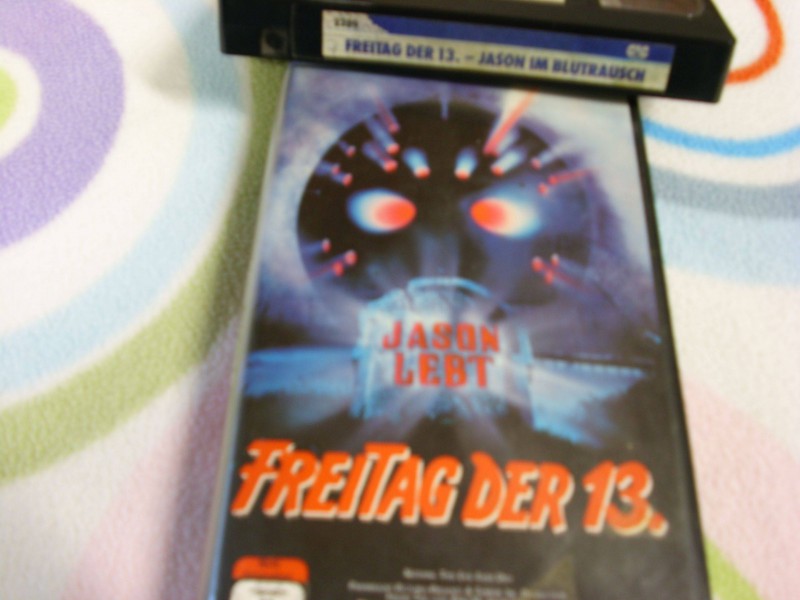 FREITAG DER 13. – JASON IM BLUTRAUSCH
JASON
LEBT
FREITAG DER 13.